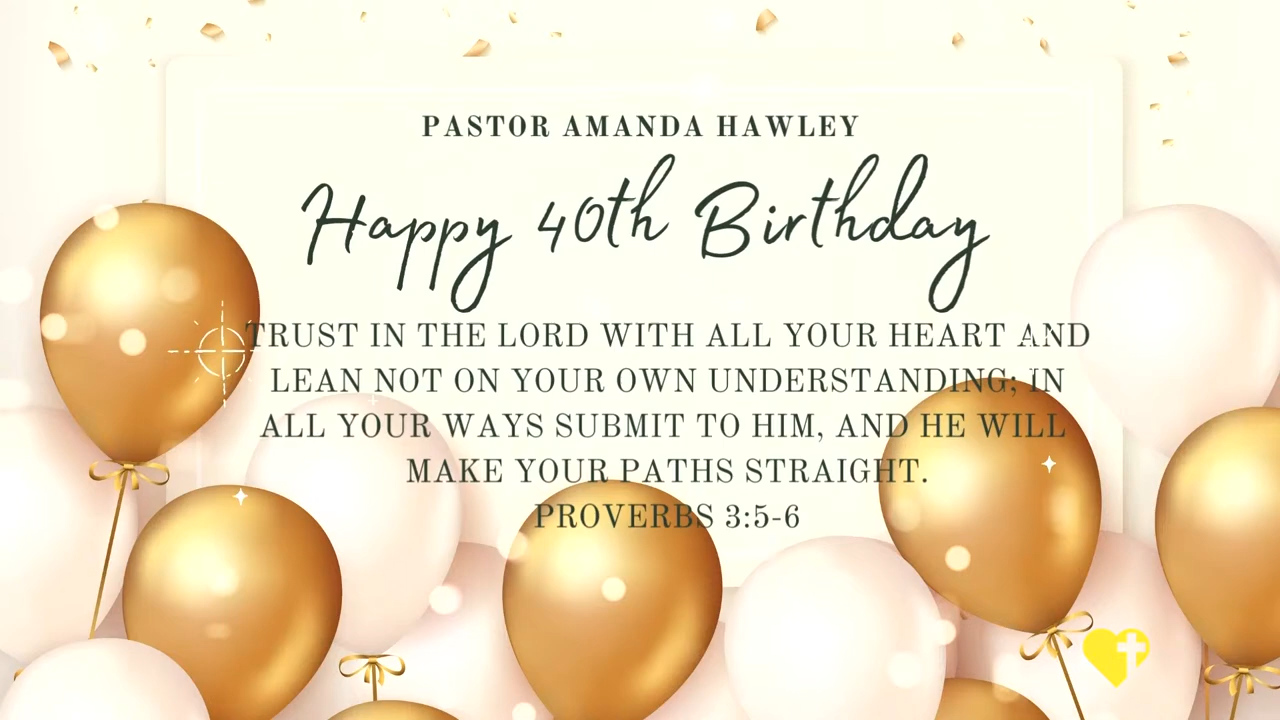 PASTOR AMANDA HAWLEY
Happy 40th Birthday
TRUST IN THE LORD WITH ALL YOUR HEART AND
LEAN NOT ON YOUR OWN UNDERSTANDING; IN
ALL YOUR WAYS SUBMIT TO HIM, AND HE WILL
MAKE YOUR PATHS STRAIGHT.
PROVERBS 3:5-6